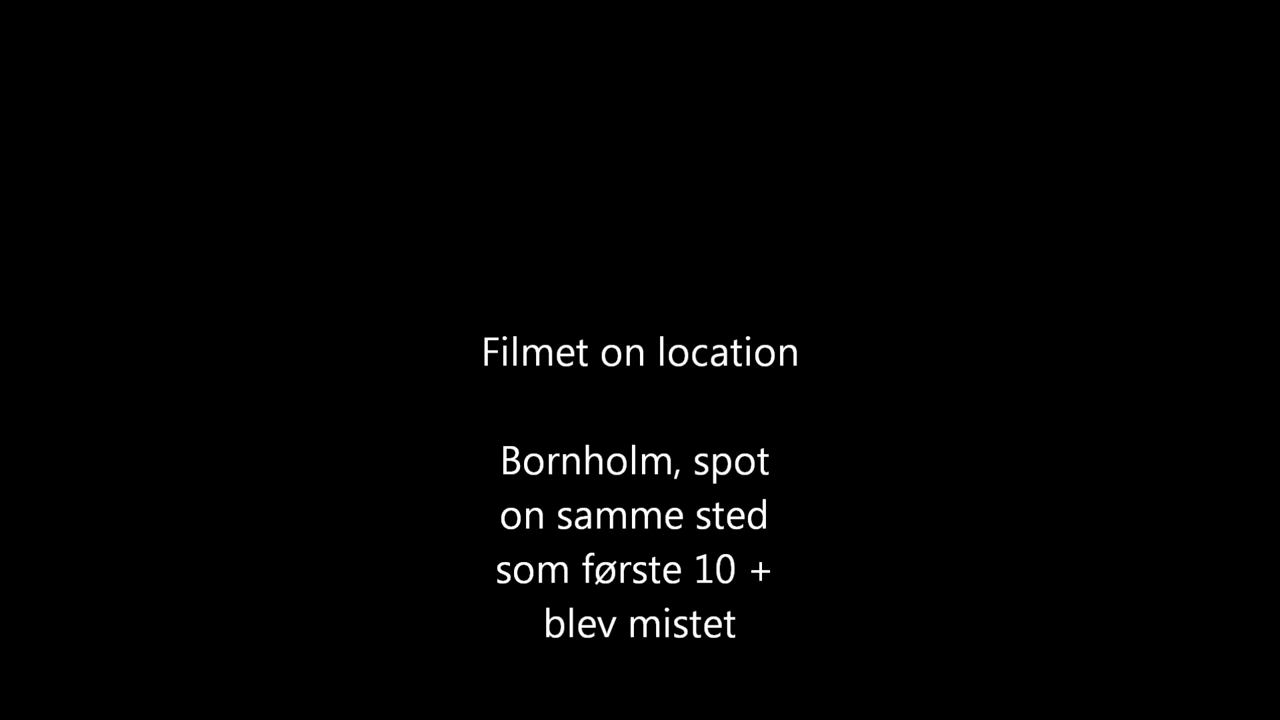 Filmet on location
Bornholm, spot
on samme sted
som første 10 +
blev mistet